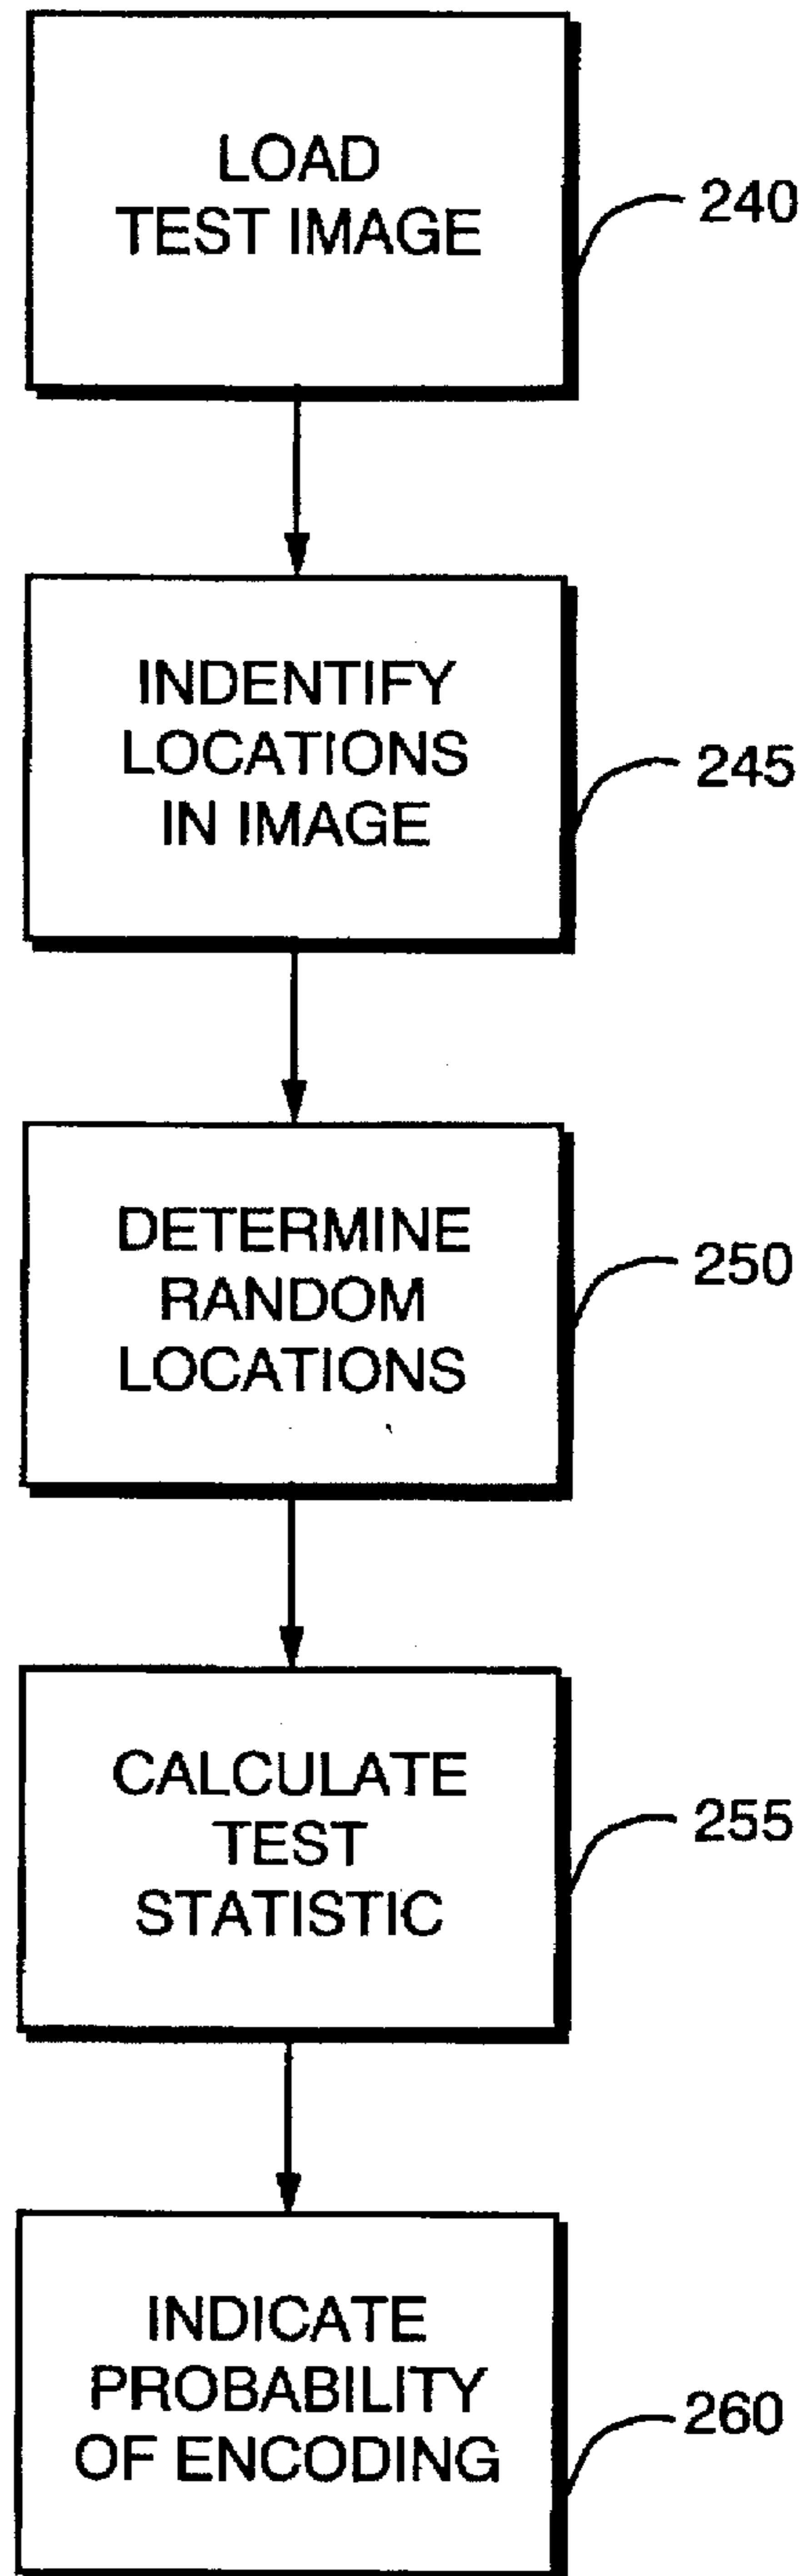 LOAD
TEST IMAGE
240
INDENTIFY
LOCATIONS
IN IMAGE
245
DETERMINE
RANDOM
LOCATIONS
250
CALCULATE
TEST
STATISTIC
255
INDICATE
PROBABILITY
OF ENCODING
260